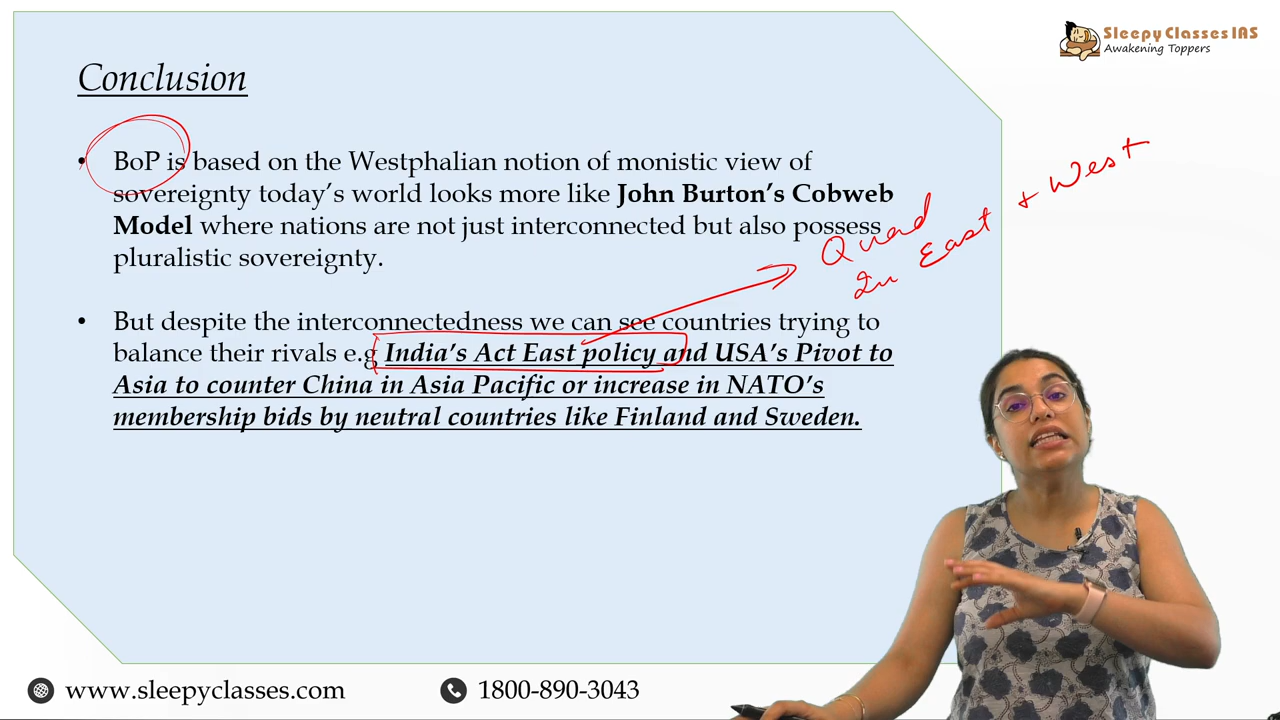 Sleepy Classes IAS
Awakening Toppers
Conclusion
• BoP is based on the Westphalian notion of monistic view of
sovereignty today's world looks more like John Burton's Cobweb
Model where nations are not just interconnected but also possess
pluralistic sovereignty.
Quad
In East + West
• But despite the interconnectedness we can see countries trying to
balance their rivals e.g India's Act East policy and USA's Pivot to
Asia to counter China in Asia Pacific or increase in NATO's
membership bids by neutral countries like Finland and Sweden.
www.sleepyclasses.com
1800-890-3043